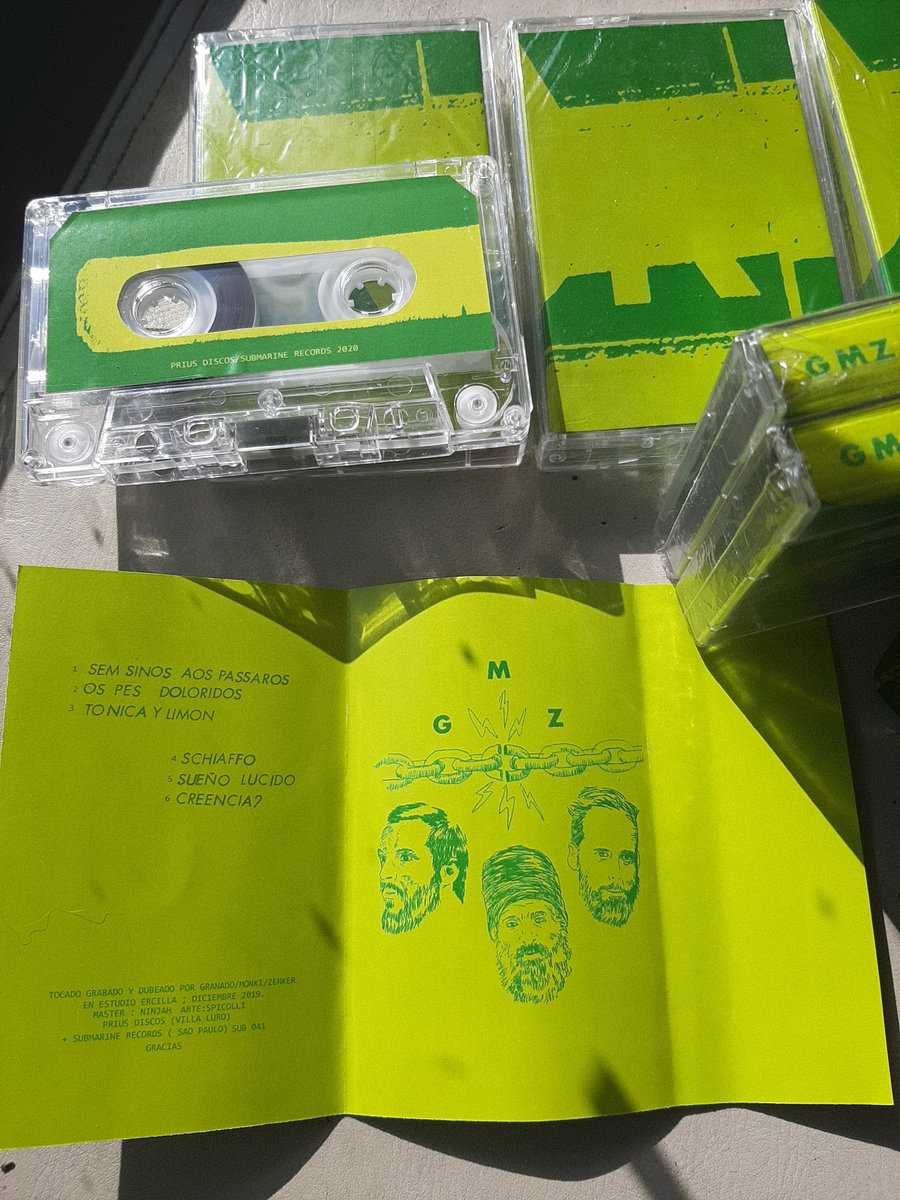 PRIUS DISCOS/SUBMARINE RECORDS 2020
GMZ
GM
1 SEM SINOS AOS PASSAROS
2 OS PES DOLORIDOS
3 TONICA Y LIMON
4 SCHIAFFO
5 SUEÑO LUCIDO
6 CREENCIA?
M
G Z
TOCADO GRABADO Y DUBEADO POR GRANADO/MONKI/ZENKER
EN ESTUDIO ERCILLA ; DICIEMBRE 2019.
MASTER : NINJAH ARTE:SPICOLLI
PRIUS DISCOS (VILLA LURO)
+ SUBMARINE RECORDS ( SAO PAULO) SUB 041
GRACIAS